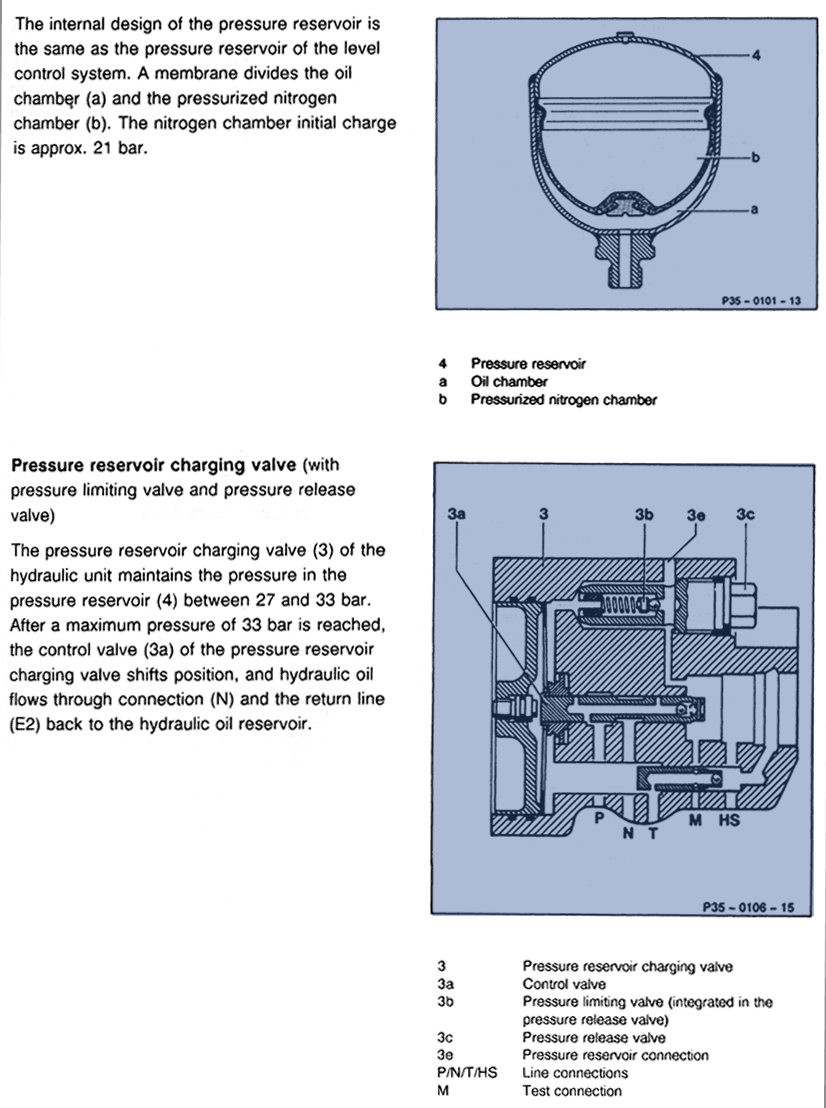 The internal design of the pressure reservoir is
the same as the pressure reservoir of the level
control system. A membrane divides the oil
chamber (a) and the pressurized nitrogen
chamber (b). The nitrogen chamber initial charge
is approx. 21 bar.
4
b
a
P35 – 0101 – 13
4 Pressure reservoir
a Oil chamber
b Pressurized nitrogen chamber
Pressure reservoir charging valve (with
pressure limiting valve and pressure release
valve)
The pressure reservoir charging valve (3) of the
hydraulic unit maintains the pressure in the
pressure reservoir (4) between 27 and 33 bar.
After a maximum pressure of 33 bar is reached,
the control valve (3a) of the pressure reservoir
charging valve shifts position, and hydraulic oil
flows through connection (N) and the return line
(E2) back to the hydraulic oil reservoir.
3a 3 3b 3e 3c
P N T M HS
P35 – 0106 – 15
3 Pressure reservoir charging valve
3a Control valve
3b Pressure limiting valve (integrated in the
pressure release valve)
3c Pressure release valve
3e Pressure reservoir connection
P/N/T/HS Line connections
M Test connection